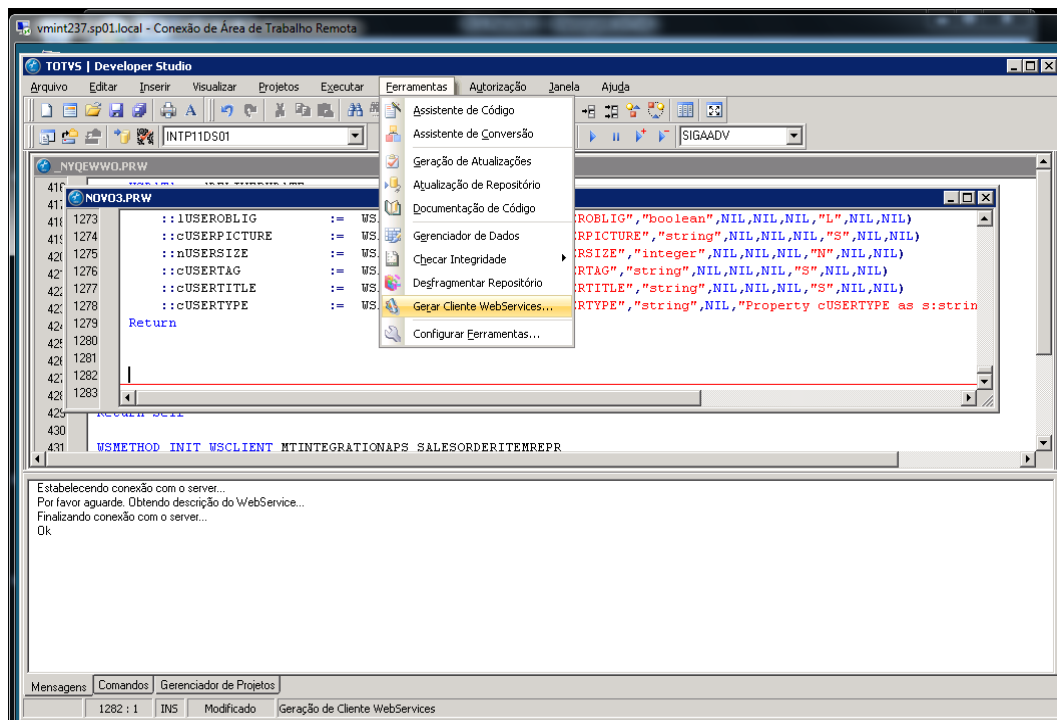 vmint237.sp01.local - Conexão de Área de Trabalho Remota
TOTVS | Developer Studio
Arquivo Editar Inserir Visualizar Projetos Executar Ferramentas Autorização Janela Ajuda
INTP11DS01
SIGAADV
Assistente de Código
Assistente de Conversão
Geração de Atualizações
Atualização de Repositório
Documentação de Código
Gerenciador de Dados
Checar Integridade
Desfragmentar Repositório
Gerar Cliente WebServices...
Configurar Ferramentas...
_NYQEWWO.PRW
NOVO3.PRW
1273 ::lUSEROBLIG := WS ROBLIG","boolean",NIL,NIL,NIL,"L",NIL,NIL)
1274 ::cUSERPICTURE := WS RPICTURE","string",NIL,NIL,NIL,"S",NIL,NIL)
1275 ::nUSERSIZE := WS RSIZE","integer",NIL,NIL,NIL,"N",NIL,NIL)
1276 ::cUSERTAG := WS RTAG","string",NIL,NIL,NIL,"S",NIL,NIL)
1277 ::cUSERTITLE := WS RTITLE","string",NIL,NIL,NIL,"S",NIL,NIL)
1278 ::cUSERTYPE := WS RTYPE","string",NIL,"Property cUSERTYPE as s:strin
1279 Return
1280
1281
1282
1283
430
431 WSMETHOD INIT WSCLIENT MTINTEGRATIONAPS_SALESORDERITEMREPR
Estabelecendo conexão com o server...
Por favor aguarde. Obtendo descrição do WebService...
Finalizando conexão com o server...
Ok
Mensagens Comandos Gerenciador de Projetos
1282 : 1 INS Modificado Geração de Cliente WebServices